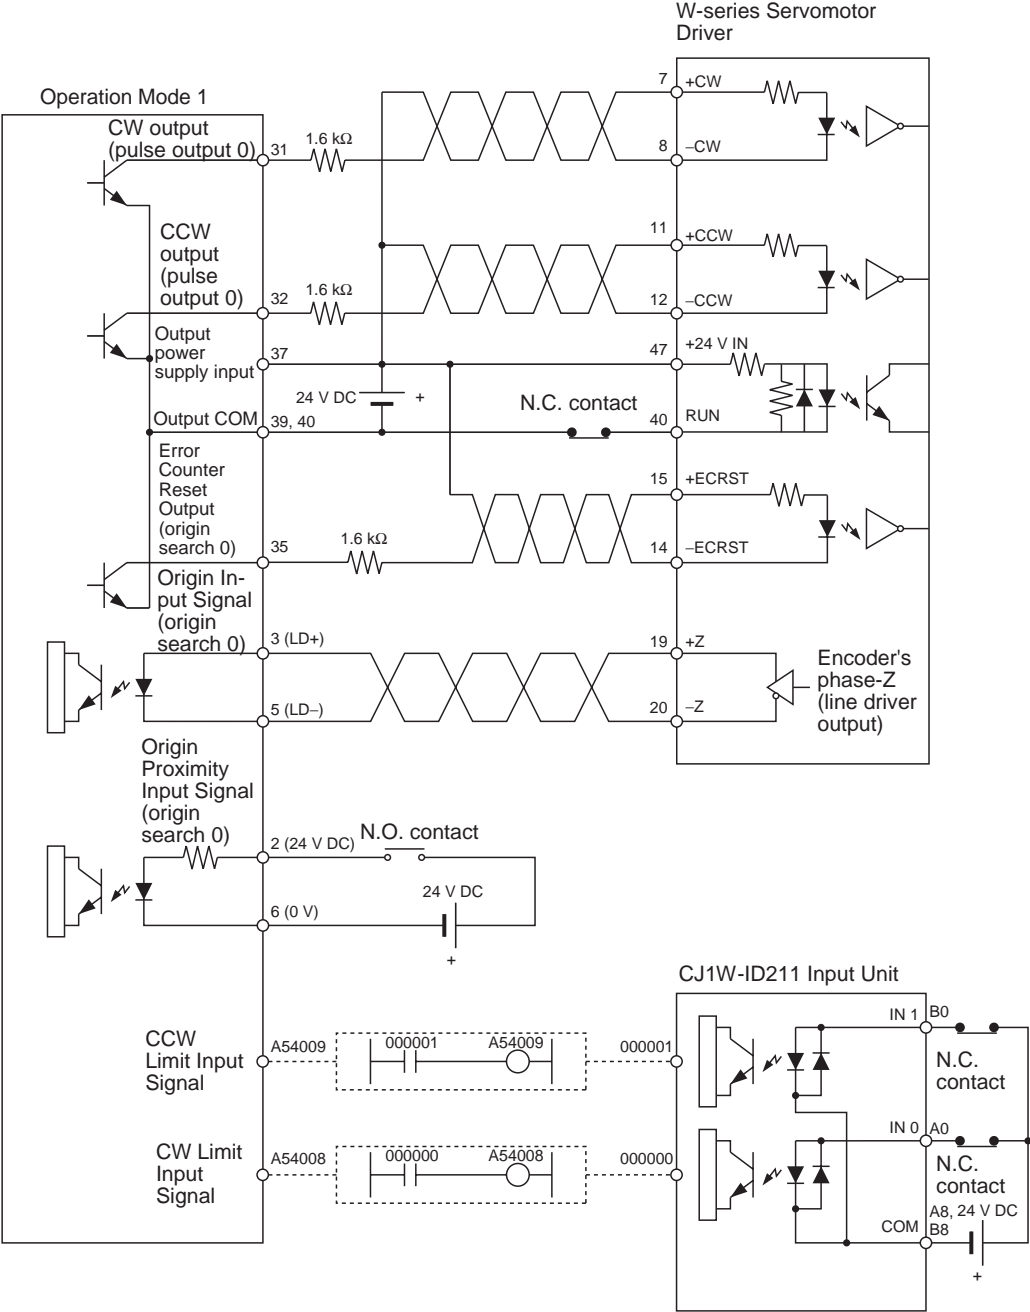 W-series Servomotor
Driver
Operation Mode 1
CW output
(pulse output 0)
31
1.6 kΩ
7
+CW
8
−CW
CCW
output
(pulse
output 0)
32
1.6 kΩ
11
+CCW
12
−CCW
Output
power
supply input
37
47
+24 V IN
24 V DC
+
N.C. contact
Output COM
39, 40
40
RUN
Error
Counter
Reset
Output
(origin
search 0)
35
1.6 kΩ
15
+ECRST
14
−ECRST
Origin In-
put Signal
(origin
search 0)
3 (LD+)
5 (LD−)
19
+Z
20
−Z
Encoder's
phase-Z
(line driver
output)
Origin
Proximity
Input Signal
(origin
search 0)
2 (24 V DC)
N.O. contact
24 V DC
6 (0 V)
+
CJ1W-ID211 Input Unit
CCW
Limit Input
Signal
A54009
000001
A54009
000001
IN 1
B0
N.C.
contact
CW Limit
Input
Signal
A54008
000000
A54008
000000
IN 0
A0
N.C.
contact
COM
A8,
B8
24 V DC
+